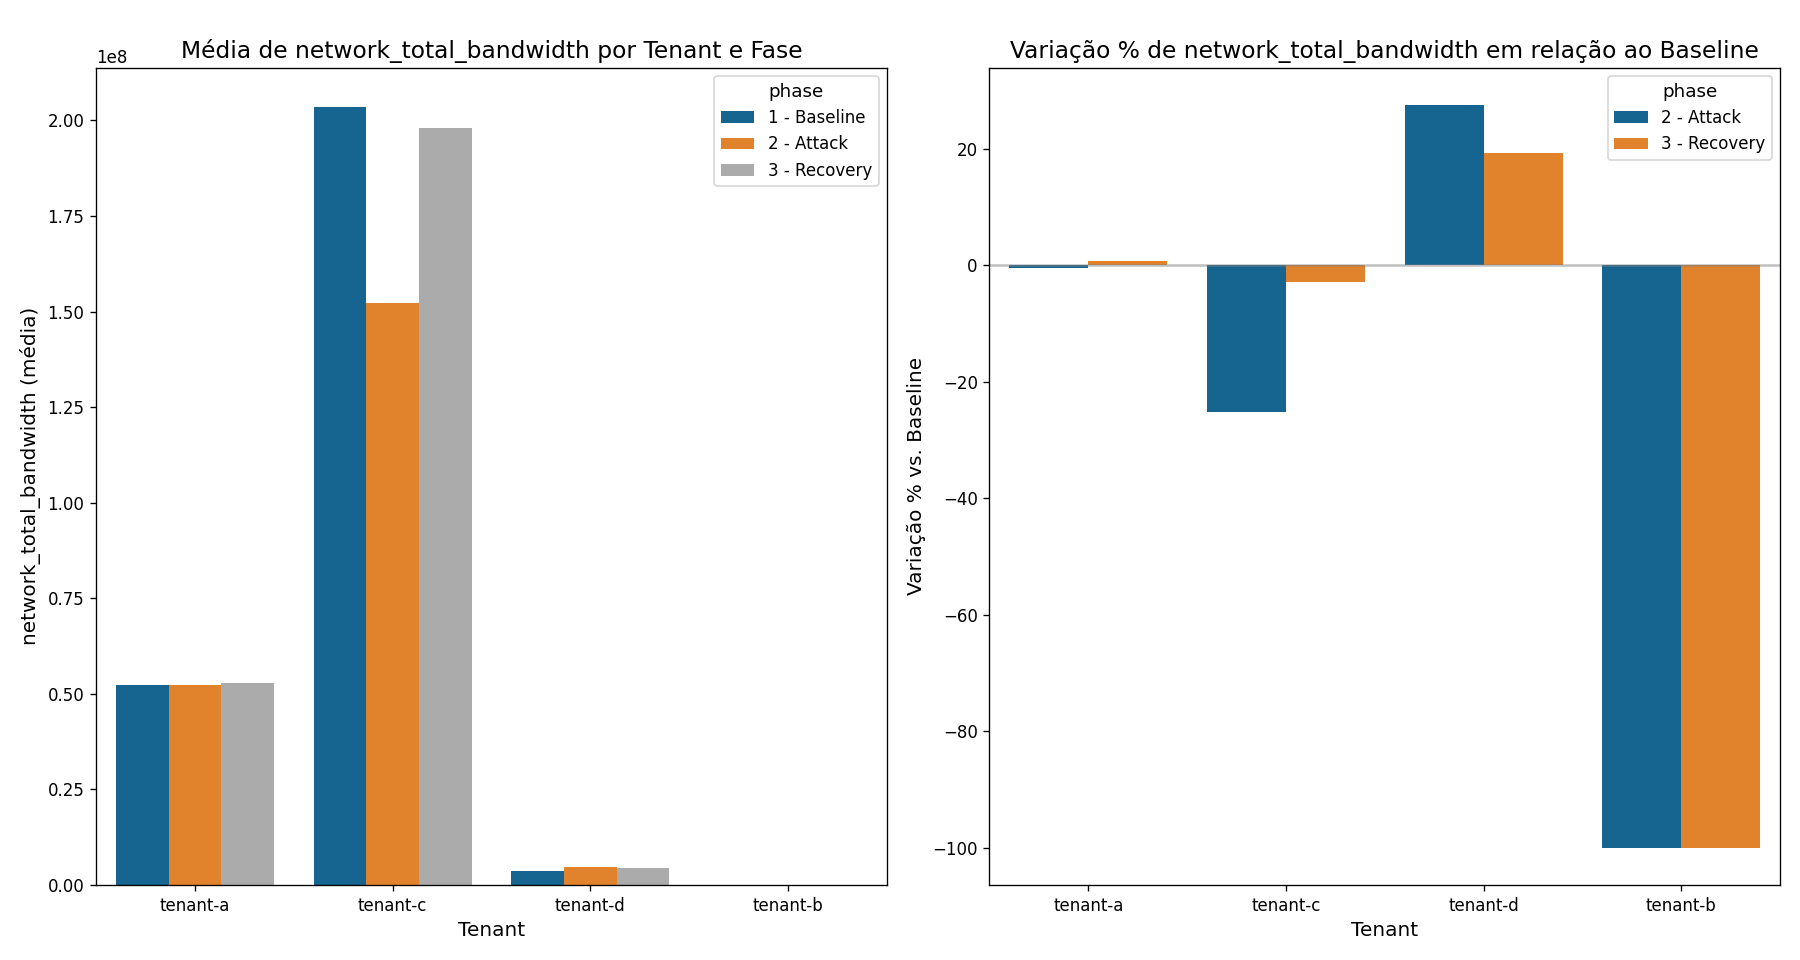 Média de network_total_bandwidth por Tenant e Fase
1e8
network_total_bandwidth (média)
2.00
1.75
1.50
1.25
1.00
0.75
0.50
0.25
0.00
phase
1 - Baseline
2 - Attack
3 - Recovery
tenant-a
tenant-c
tenant-d
tenant-b
Tenant
Variação % de network_total_bandwidth em relação ao Baseline
Variação % vs. Baseline
20
0
−20
−40
−60
−80
−100
phase
2 - Attack
3 - Recovery
tenant-a
tenant-c
tenant-d
tenant-b
Tenant